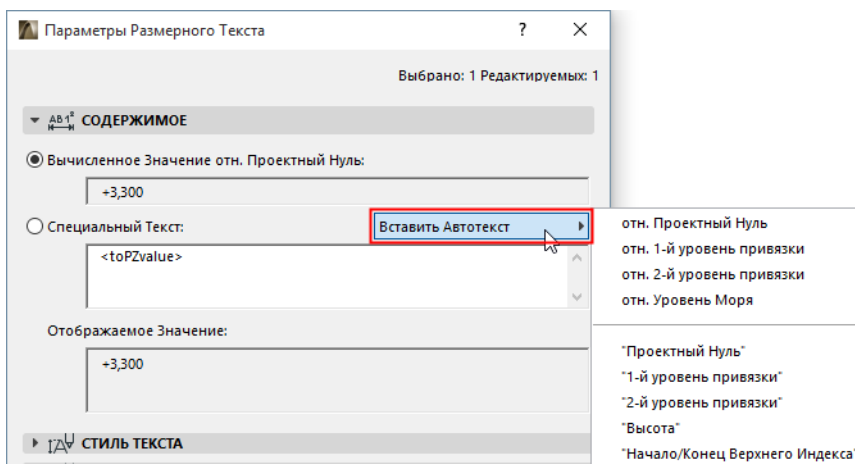 Параметры Размерного Текста
Выбрано: 1 Редактируемых: 1
АВ1 СОДЕРЖИМОЕ
Вычисленное Значение отн. Проектный Нуль:
+3,300
Специальный Текст:
Вставить Автотекст
<toPZvalue>
Отображаемое Значение:
+3,300
СТИЛЬ ТЕКСТА
отн. Проектный Нуль
отн. 1-й уровень привязки
отн. 2-й уровень привязки
отн. Уровень Моря
"Проектный Нуль"
"1-й уровень привязки"
"2-й уровень привязки"
"Высота"
"Начало/Конец Верхнего Индекса"